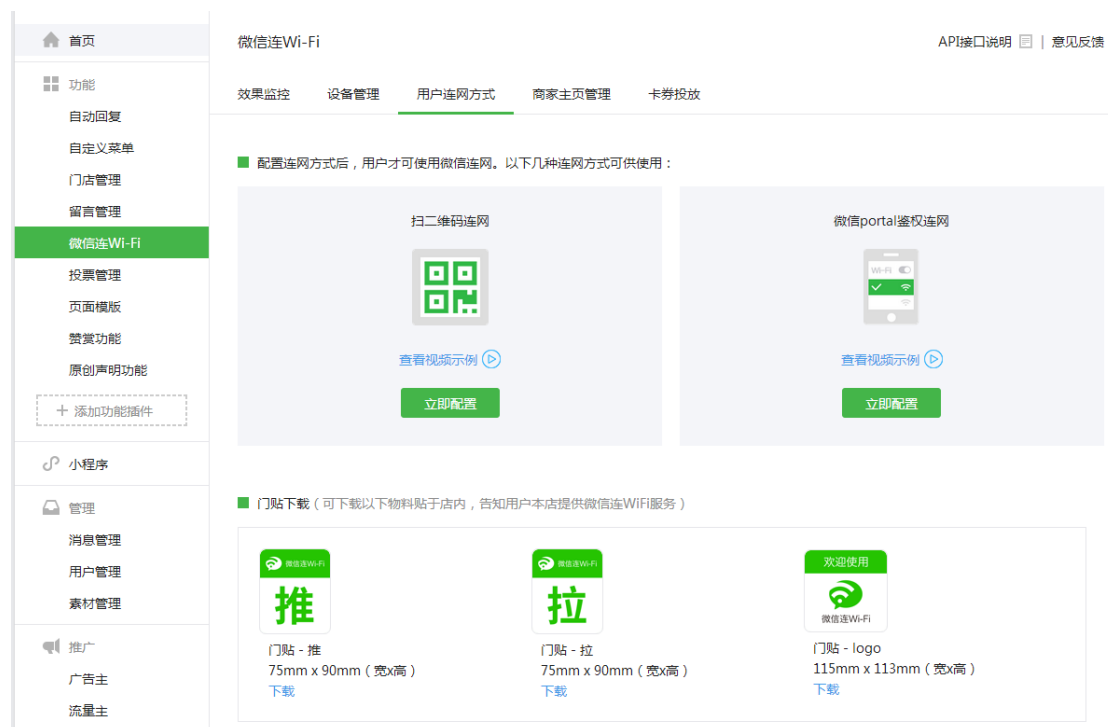 首页
功能
自动回复
自定义菜单
门店管理
留言管理
微信连Wi-Fi
投票管理
页面模版
赞赏功能
原创声明功能
添加功能插件
小程序
管理
消息管理
用户管理
素材管理
推广
广告主
流量主
微信连Wi-Fi
API接口说明 | 意见反馈
效果监控 设备管理 用户连网方式 商家主页管理 卡券投放
配置连网方式后，用户才可使用微信连网。以下几种连网方式可供使用：
扫二维码连网
查看视频示例
立即配置
微信portal鉴权连网
Wi-Fi
查看视频示例
立即配置
门贴下载（可下载以下物料贴于店内，告知用户本店提供微信连WiFi服务）
微信连Wi-Fi
推
门贴 - 推
75mm x 90mm（宽x高）
下载
微信连Wi-Fi
拉
门贴 - 拉
75mm x 90mm（宽x高）
下载
欢迎使用
微信连Wi-Fi
门贴 - logo
115mm x 113mm（宽x高）
下载